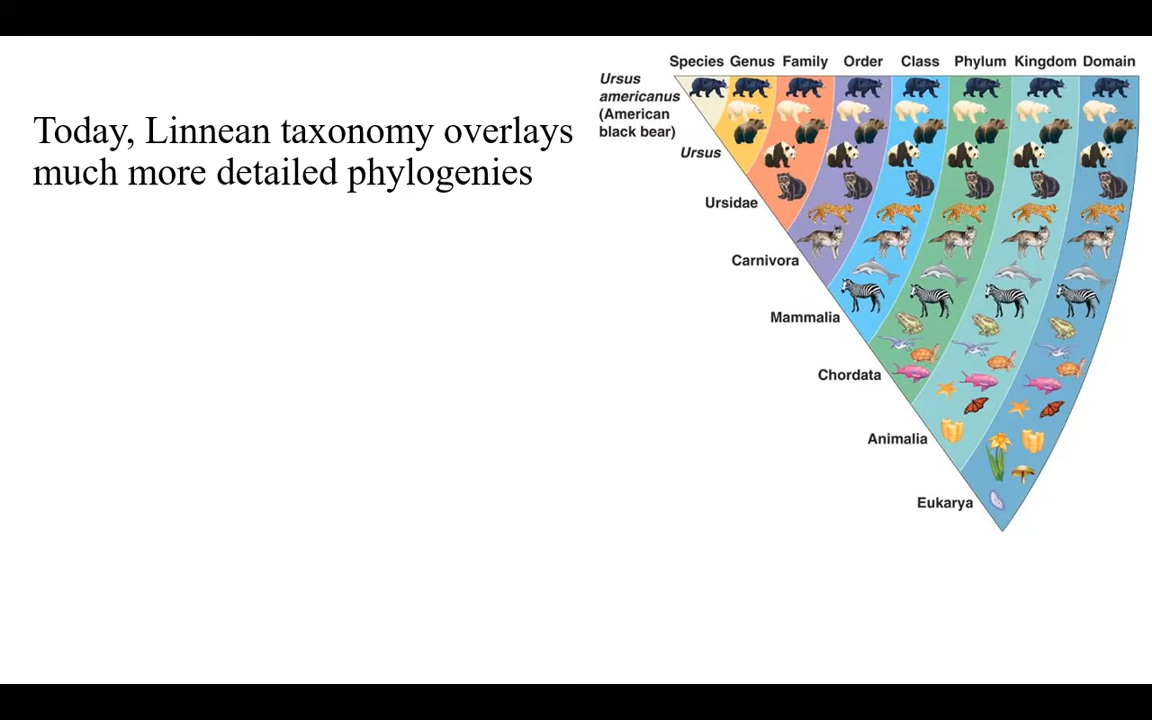 Today, Linnean taxonomy overlays
much more detailed phylogenies
Species Genus Family Order Class Phylum Kingdom Domain
Ursus
americanus
(American
black bear)
Ursus
Ursidae
Carnivora
Mammalia
Chordata
Animalia
Eukarya